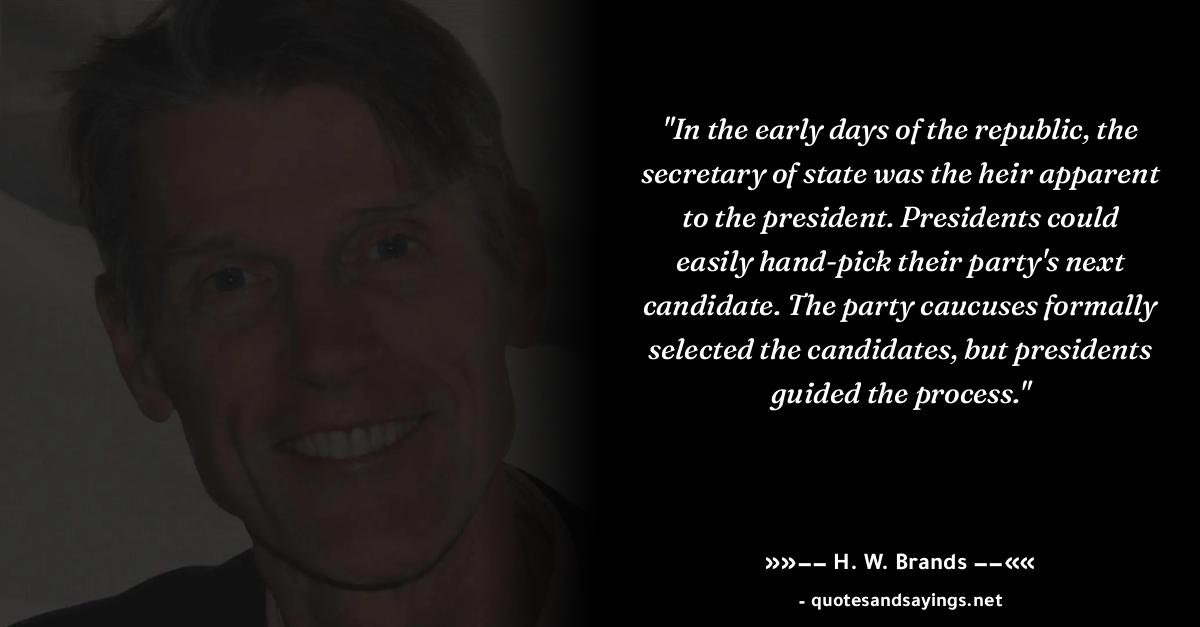 "In the early days of the republic, the
secretary of state was the heir apparent
to the president. Presidents could
easily hand-pick their party's next
candidate. The party caucuses formally
selected the candidates, but presidents
guided the process."
»»−− H. W. Brands −−««
- quotesandsayings.net